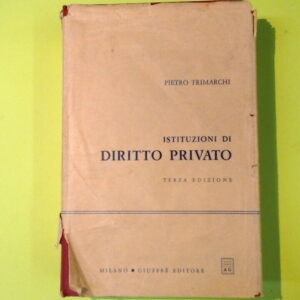 PIETRO TRIMARCHI
ISTITUZIONI DI
DIRITTO PRIVATO
TERZA EDIZIONE
MILANO • GIUFFRÈ EDITORE